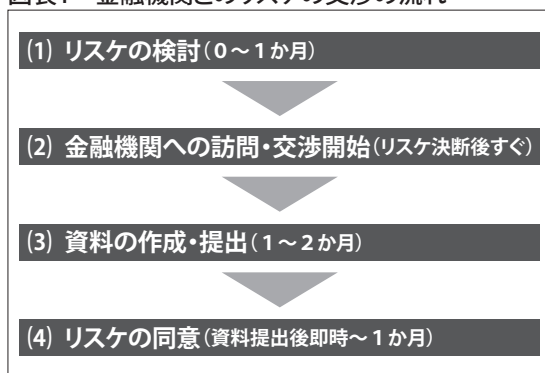 図表1 金融機関とのリスケの交渉の流れ
(1) リスケの検討(0～1か月)
(2) 金融機関への訪問・交渉開始(リスケ決断後すぐ)
(3) 資料の作成・提出(1～2か月)
(4) リスケの同意(資料提出後即時～1か月)